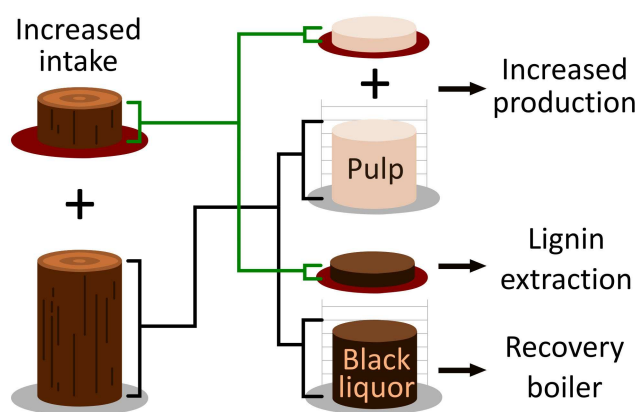 Increased
intake
+
+
Increased
production
+
Pulp
Lignin
extraction
Black
liquor
Recovery
boiler